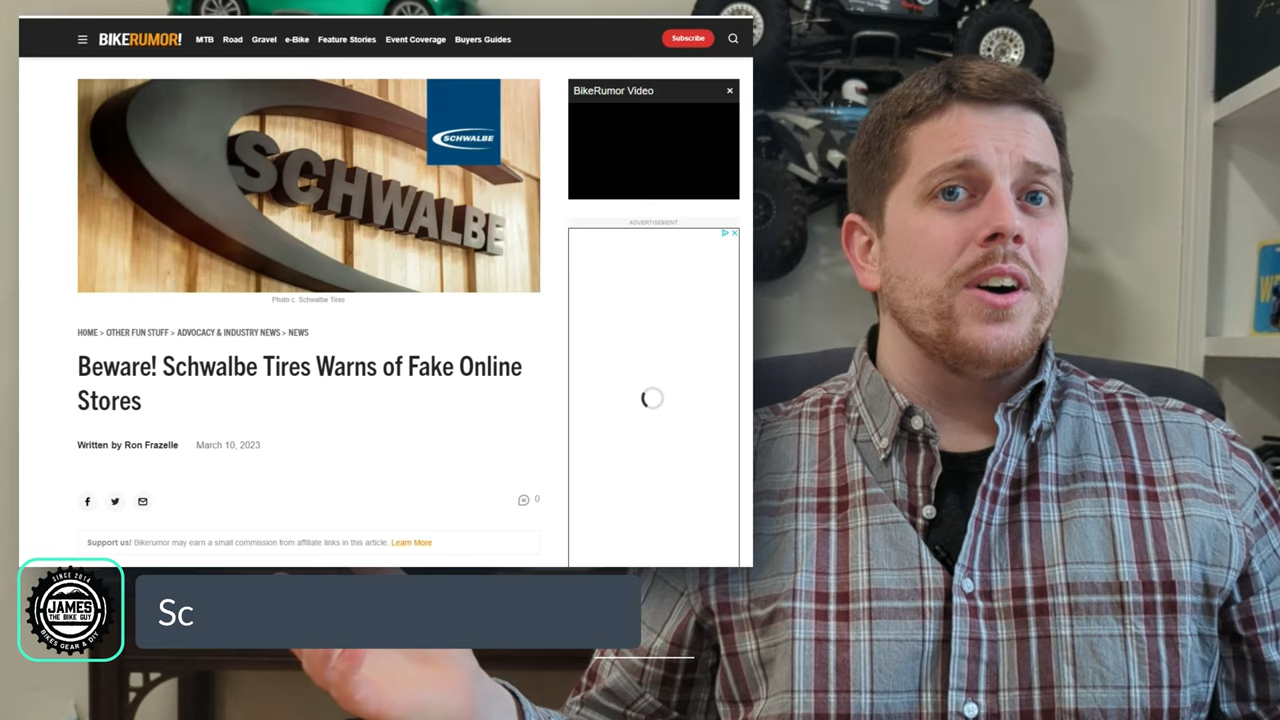 BIKERUMOR!
MTB Road Gravel e-Bike Feature Stories Event Coverage Buyers Guides
Subscribe
SCHWALBE
SCHWALBE
BikeRumor Video ×
ADVERTISEMENT
Photo c. Schwalbe Tires
HOME > OTHER FUN STUFF > ADVOCACY & INDUSTRY NEWS > NEWS
Beware! Schwalbe Tires Warns of Fake Online
Stores
Written by Ron Frazelle March 10, 2023
0
Support us! Bikerumor may earn a small commission from affiliate links in this article. Learn More
SINCE 2014
JAMES
THE BIKE GUY
BIKES GEAR & DIY
Sc